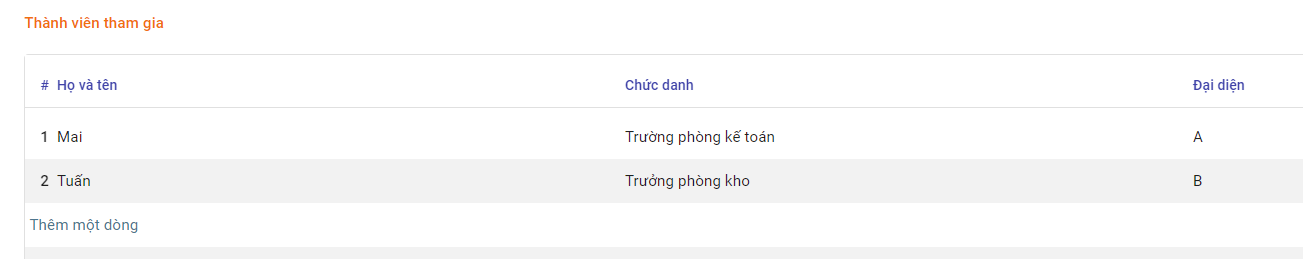 Thành viên tham gia
# Họ và tên Chức danh Đại diện
1 Mai Trường phòng kế toán A
2 Tuấn Trưởng phòng kho B
Thêm một dòng